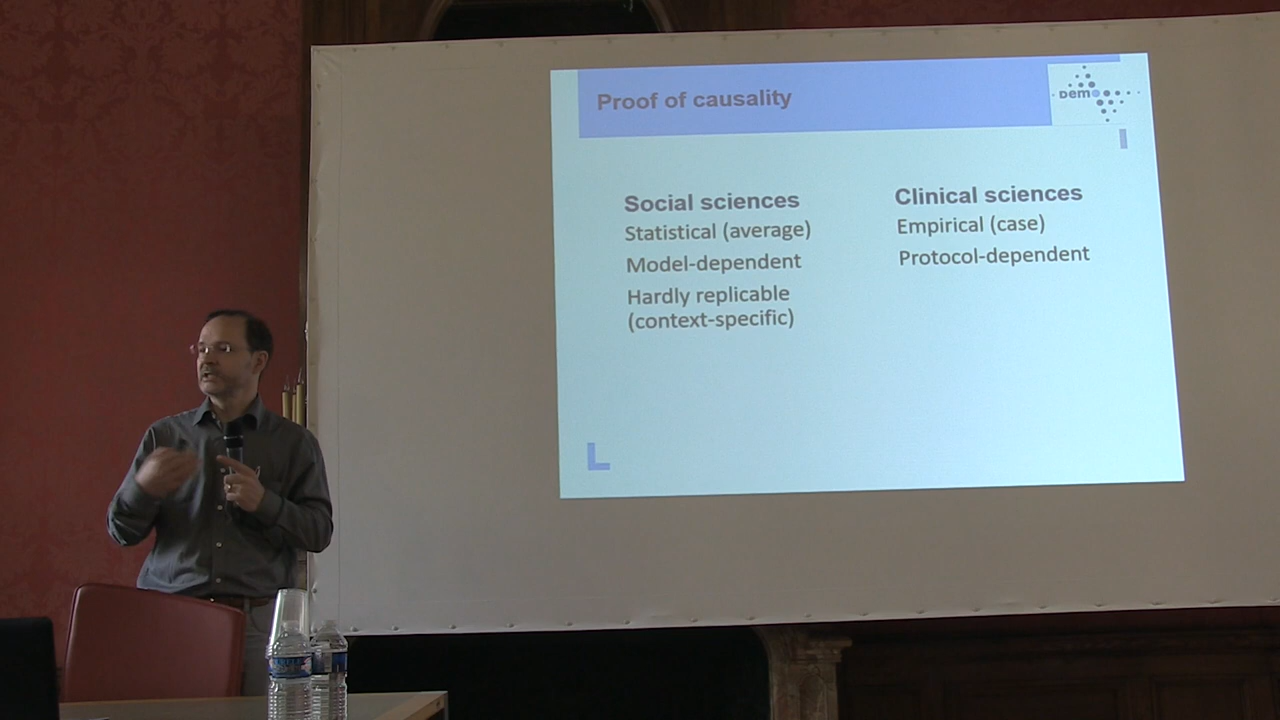 Proof of causality
Demo
Social sciences
Statistical (average)
Model-dependent
Hardly replicable
(context-specific)
Clinical sciences
Empirical (case)
Protocol-dependent